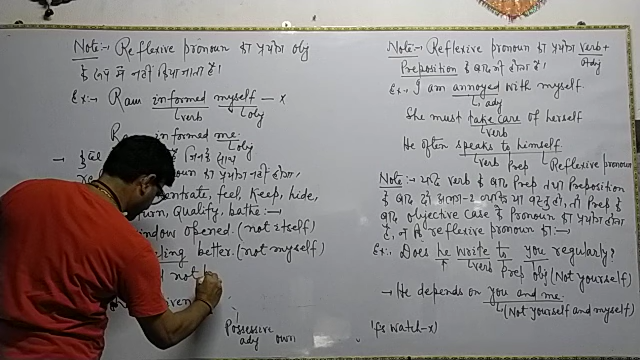 Note:- Reflexive pronoun का प्रयोग obj
के रूप में नहीं किया जाता है।
Ex:- Ram informed myself — x
verb obj
Ram informed me.
obj
concentrate, feel, keep, hide,
turn, Qualify, bathe:—
window opened. (not itself)
feeling better. (not myself)
not
Possessive
adj own
Note:- Reflexive pronoun का प्रयोग verb +
Adj
Preposition के बाद भी होता है।
Ex:- I am annoyed with myself.
adj
She must take care of herself
verb
He often speaks to himself.
verb Prep Reflexive pronoun
Note:- यदि verb के बाद Prep तथा Preposition
के बाद दो अलग-2 व्यक्ति या वस्तु हो, तो Prep के
बाद objective case के Pronoun का प्रयोग होता
है, न कि reflexive pronoun का:—
Ex:- Does he write to you regularly?
verb Prep obj (Not yourself)
→ He depends on you and me.
(Not yourself and myself)
watch-x)